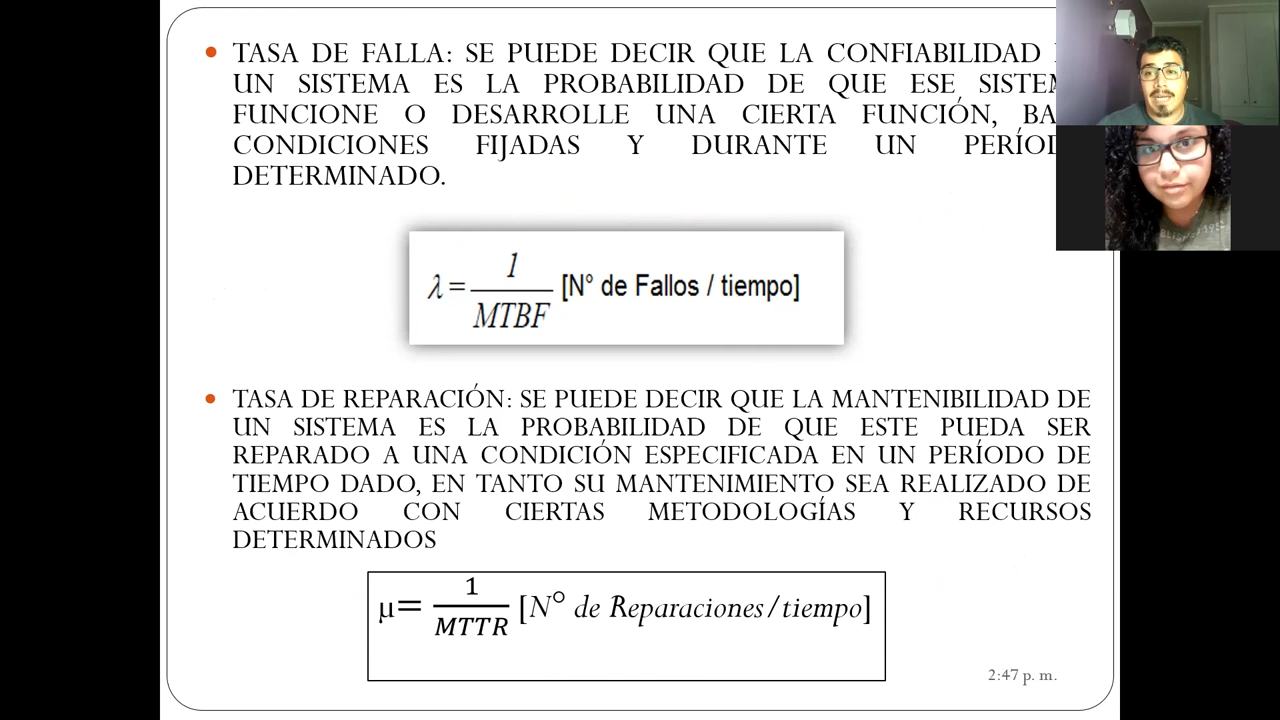 TASA DE FALLA: SE PUEDE DECIR QUE LA CONFIABILIDAD
UN SISTEMA ES LA PROBABILIDAD DE QUE ESE SISTEM
FUNCIONE O DESARROLLE UNA CIERTA FUNCIÓN, BA
CONDICIONES FIJADAS Y DURANTE UN PERÍOD
DETERMINADO.
λ = 1 / MTBF [N° de Fallos / tiempo]
TASA DE REPARACIÓN: SE PUEDE DECIR QUE LA MANTENIBILIDAD DE
UN SISTEMA ES LA PROBABILIDAD DE QUE ESTE PUEDA SER
REPARADO A UNA CONDICIÓN ESPECIFICADA EN UN PERÍODO DE
TIEMPO DADO, EN TANTO SU MANTENIMIENTO SEA REALIZADO DE
ACUERDO CON CIERTAS METODOLOGÍAS Y RECURSOS
DETERMINADOS
μ= 1 / MTTR [N° de Reparaciones/tiempo]
2:47 p. m.